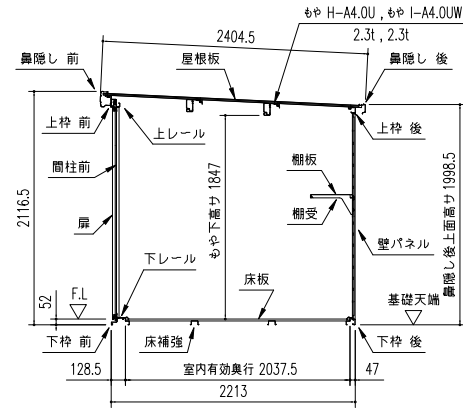 もや H-A4.0U , もや I-A4.0UW
2404.5
2.3t , 2.3t
鼻隠し 前
屋根板
鼻隠し 後
上枠 前
上レール
上枠 後
間柱前
棚板
扉
棚受
もや下高サ 1847
壁パネル
2116.5
鼻隠し後上面高サ 1998.5
下レール
52
F.L
床板
基礎天端
下枠 前
床補強
下枠 後
128.5
室内有効奥行 2037.5
47
2213